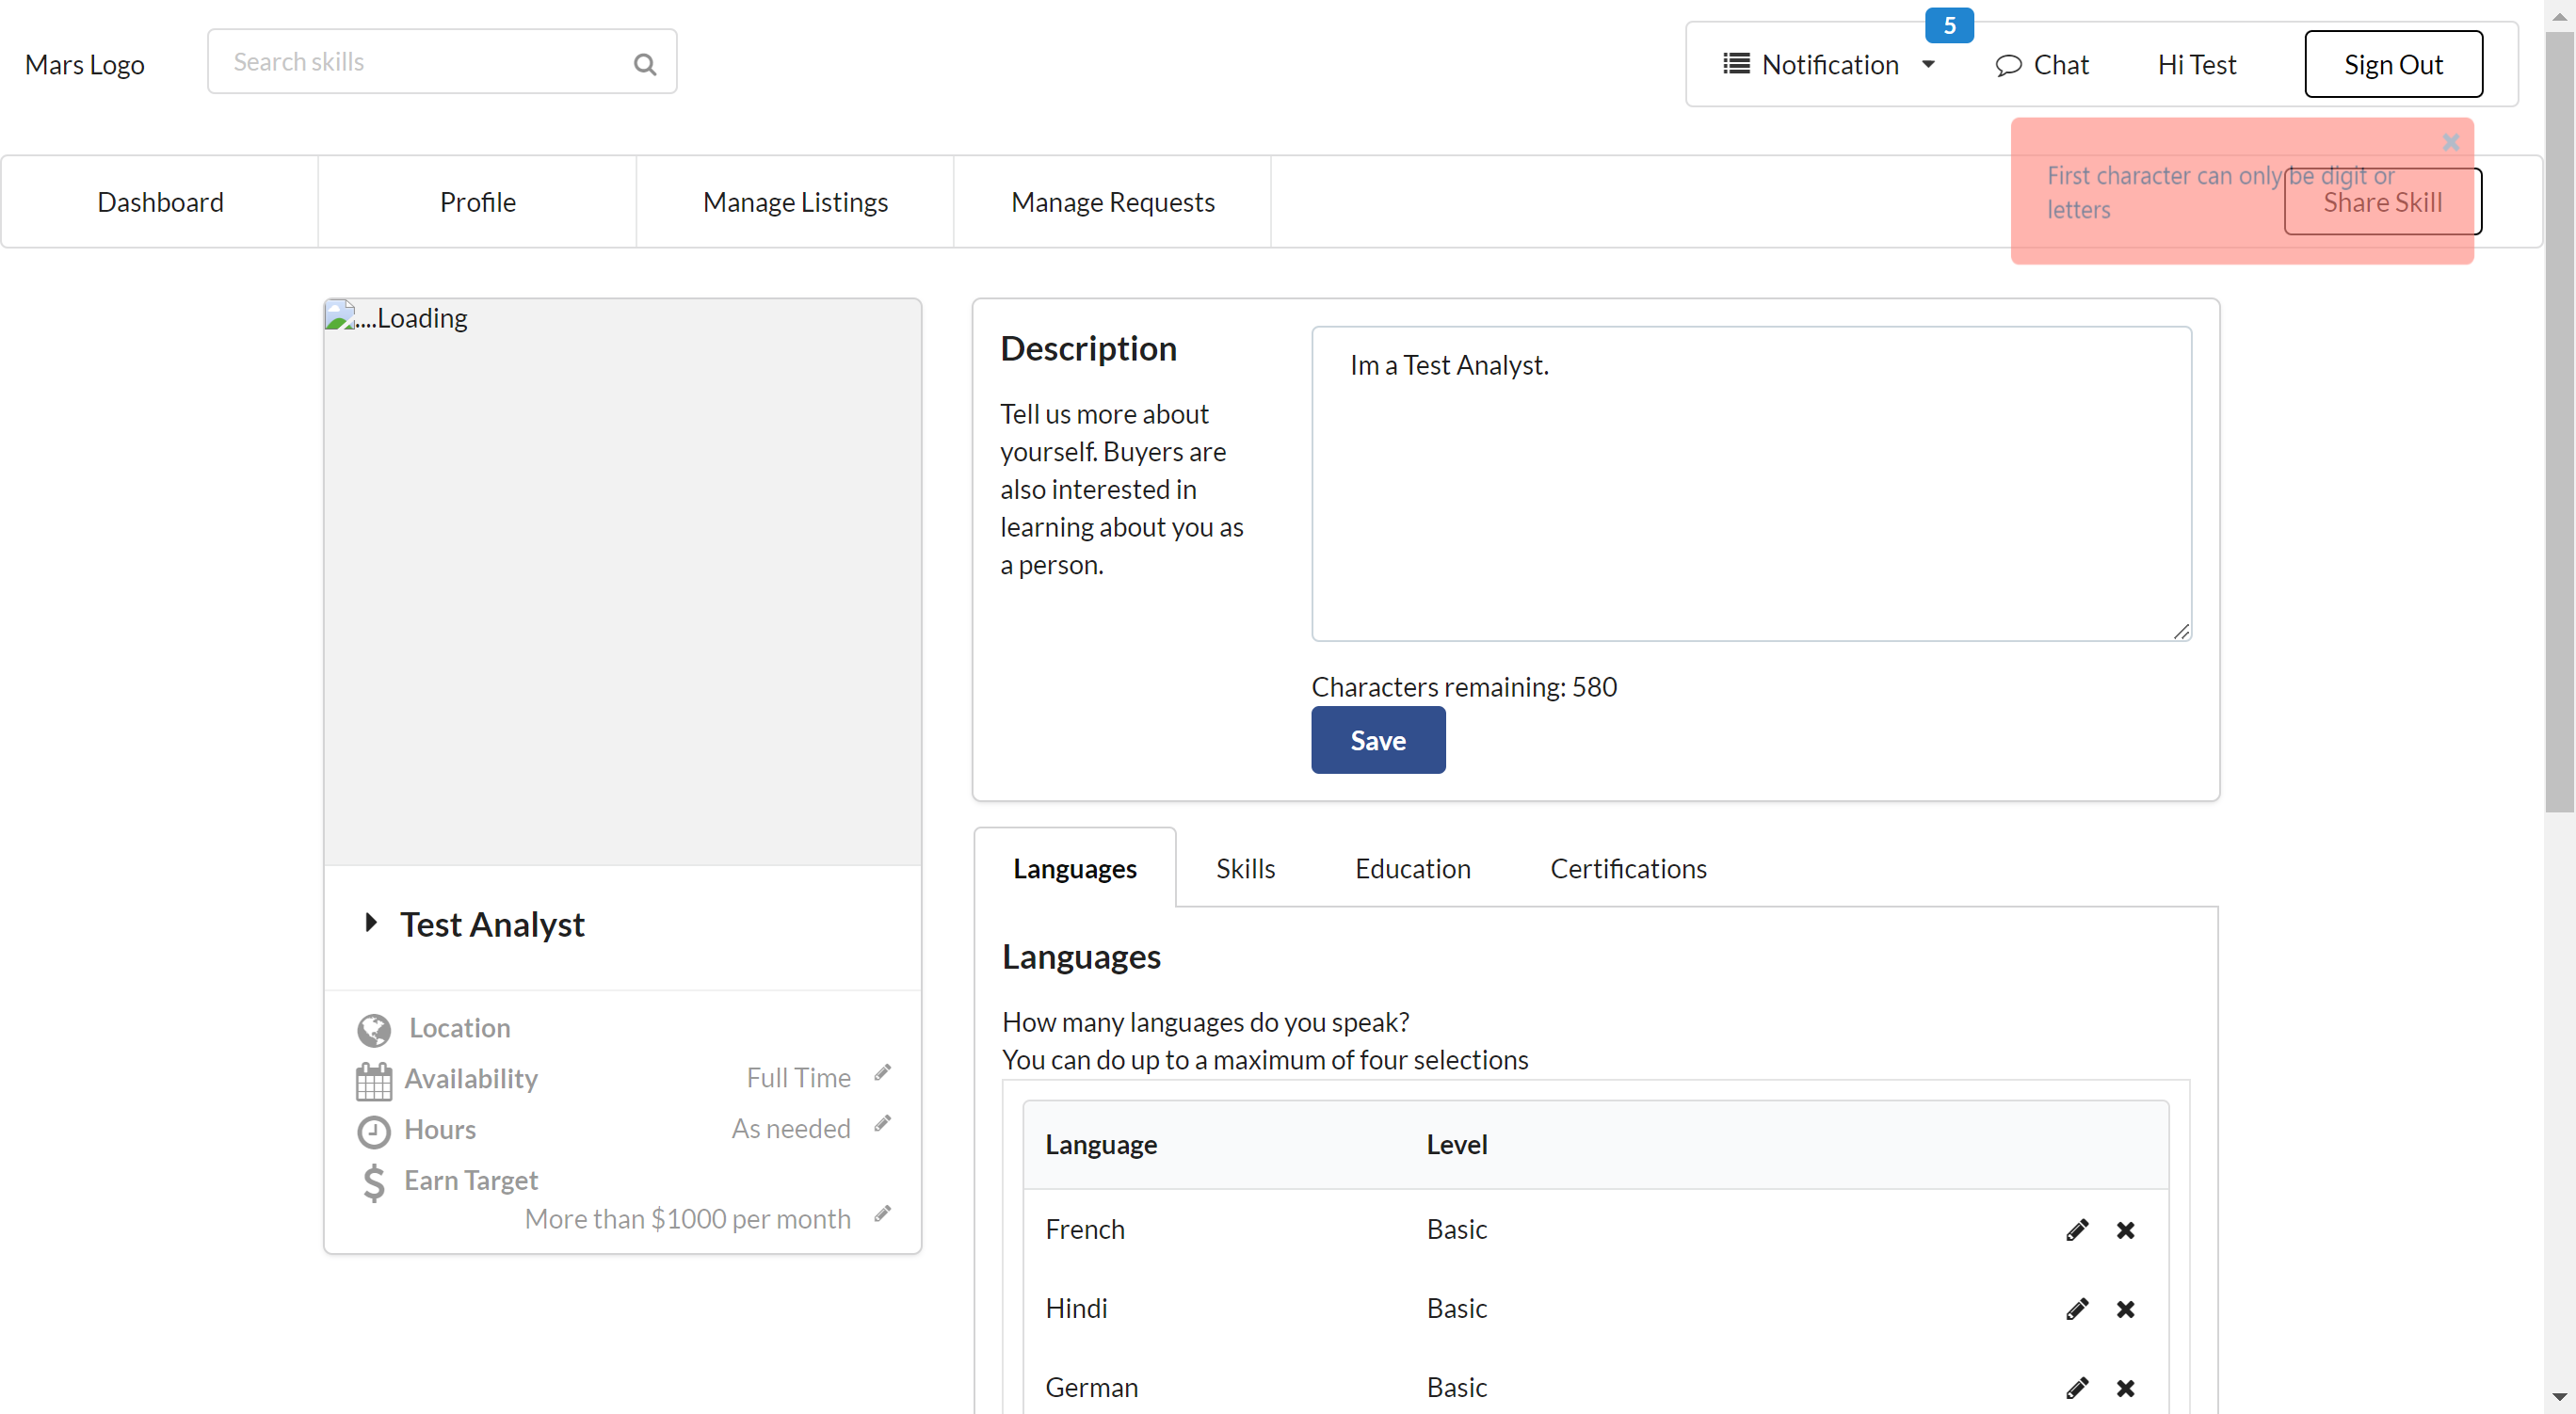 Mars Logo
Search skills
Notification
5
Chat
Hi Test
Sign Out
Dashboard
Profile
Manage Listings
Manage Requests
First character can only be digit or
letters
Share Skill
....Loading
Test Analyst
Location
Availability
Full Time
Hours
As needed
Earn Target
More than $1000 per month
Description
Tell us more about
yourself. Buyers are
also interested in
learning about you as
a person.
Im a Test Analyst.
Characters remaining: 580
Save
Languages
Skills
Education
Certifications
Languages
How many languages do you speak?
You can do up to a maximum of four selections
Language Level
French Basic
Hindi Basic
German Basic